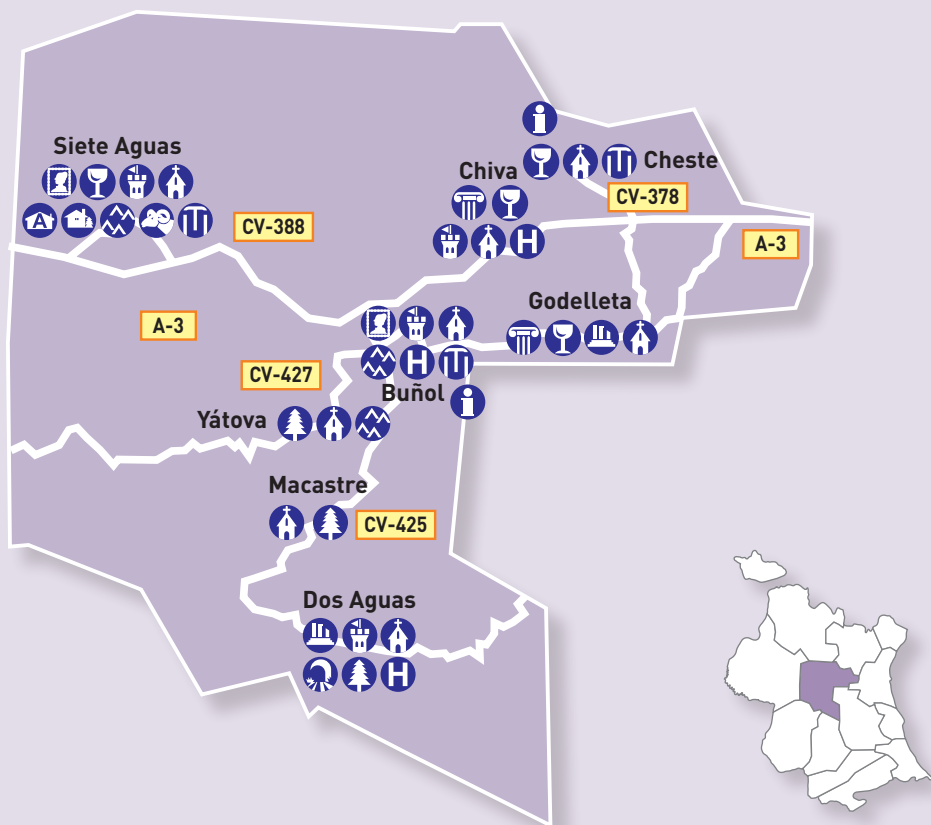 Siete Aguas
Cheste
Chiva
CV-378
CV-388
A-3
Godelleta
A-3
H
CV-427
H
Buñol
Yátova
Macastre
CV-425
Dos Aguas
H